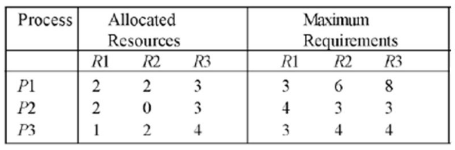 Process Allocated Maximum
Resources Requirements
R1 R2 R3 R1 R2 R3
P1 2 2 3 3 6 8
P2 2 0 3 4 3 3
P3 1 2 4 3 4 4